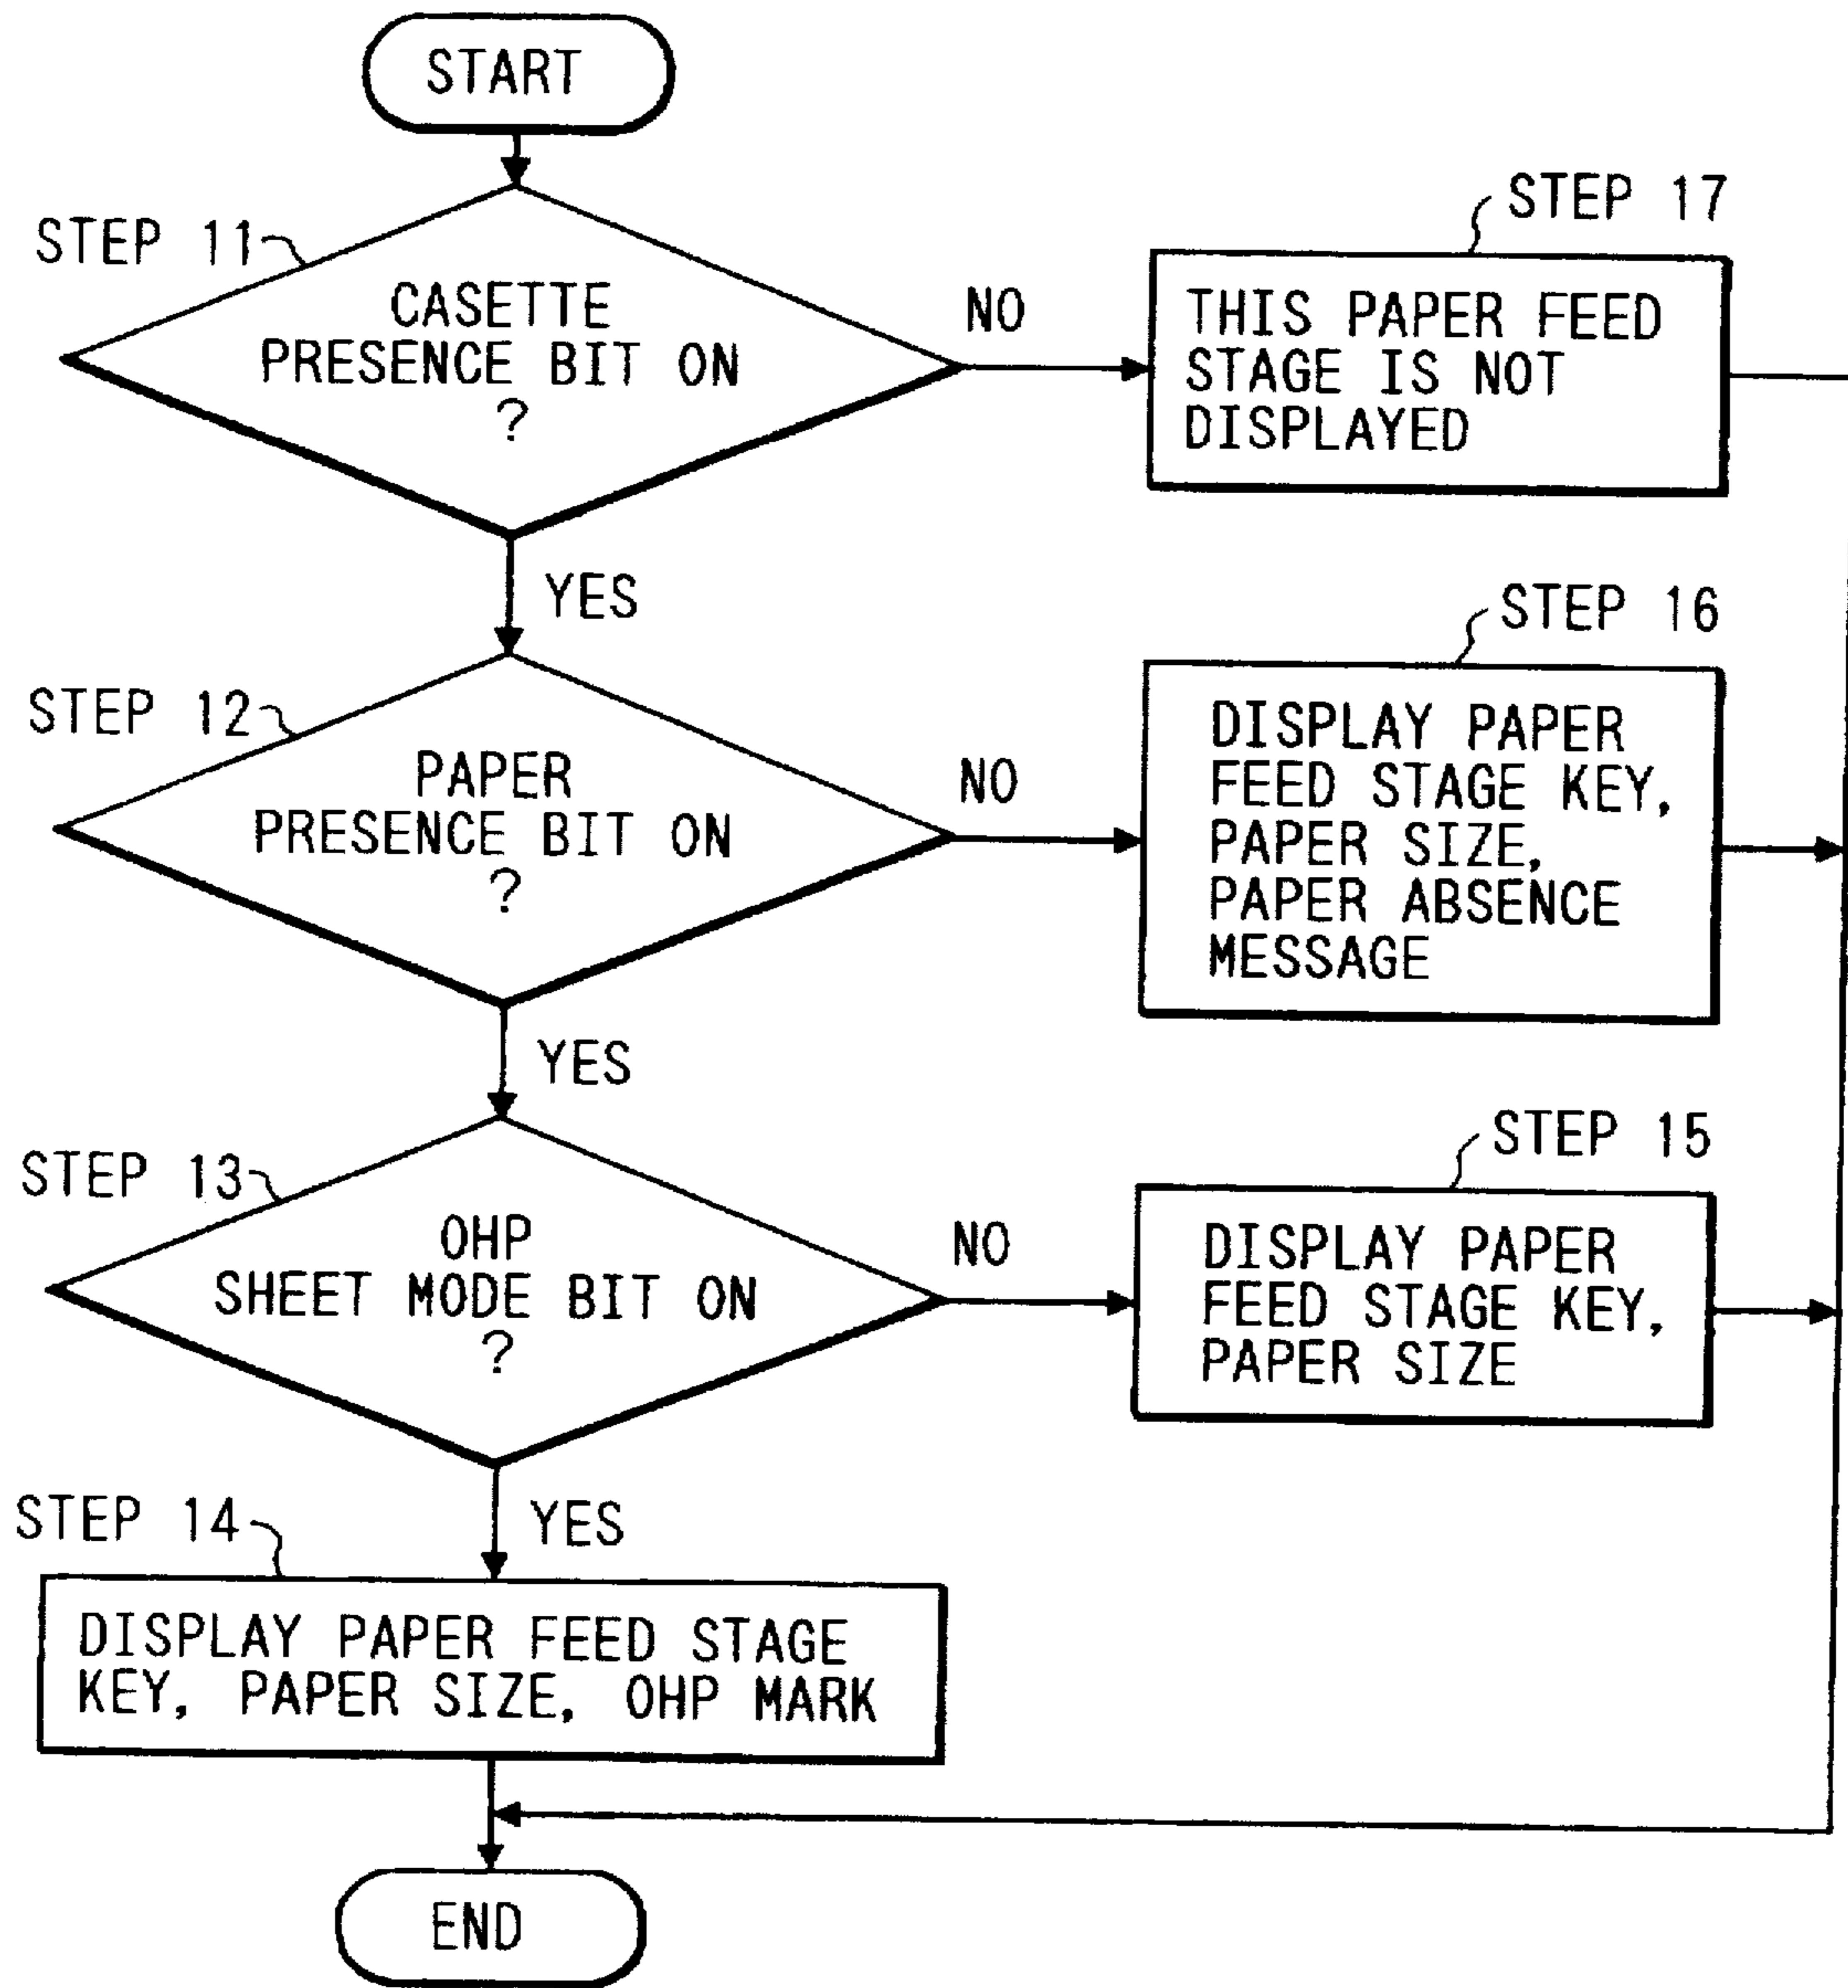 START
STEP 11
CASETTE
PRESENCE BIT ON
?
NO
STEP 17
THIS PAPER FEED
STAGE IS NOT
DISPLAYED
YES
STEP 12
PAPER
PRESENCE BIT ON
?
NO
STEP 16
DISPLAY PAPER
FEED STAGE KEY,
PAPER SIZE,
PAPER ABSENCE
MESSAGE
YES
STEP 13
OHP
SHEET MODE BIT ON
?
NO
STEP 15
DISPLAY PAPER
FEED STAGE KEY,
PAPER SIZE
YES
STEP 14
DISPLAY PAPER FEED STAGE
KEY, PAPER SIZE, OHP MARK
END